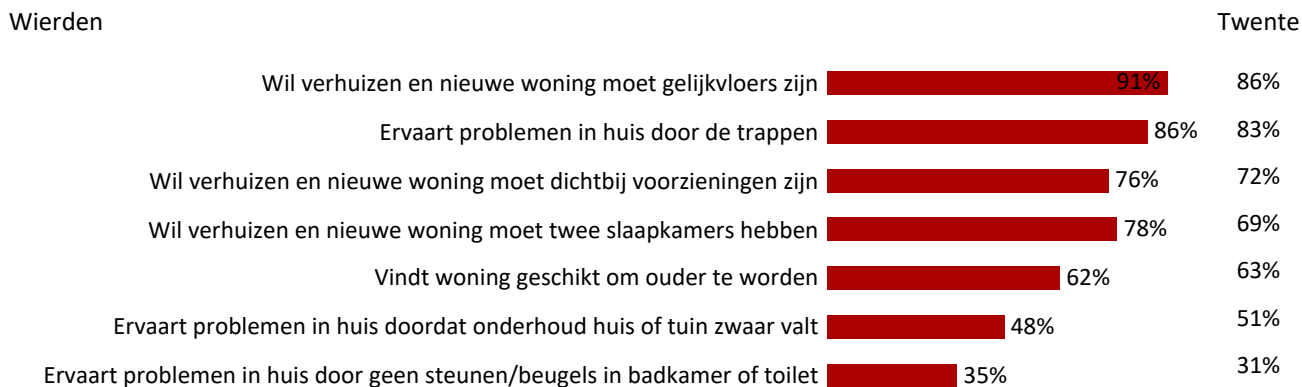 Wierden Twente
Wil verhuizen en nieuwe woning moet gelijkvloers zijn 91% 86%
Ervaart problemen in huis door de trappen 86% 83%
Wil verhuizen en nieuwe woning moet dichtbij voorzieningen zijn 76% 72%
Wil verhuizen en nieuwe woning moet twee slaapkamers hebben 78% 69%
Vindt woning geschikt om ouder te worden 62% 63%
Ervaart problemen in huis doordat onderhoud huis of tuin zwaar valt 48% 51%
Ervaart problemen in huis door geen steunen/beugels in badkamer of toilet 35% 31%